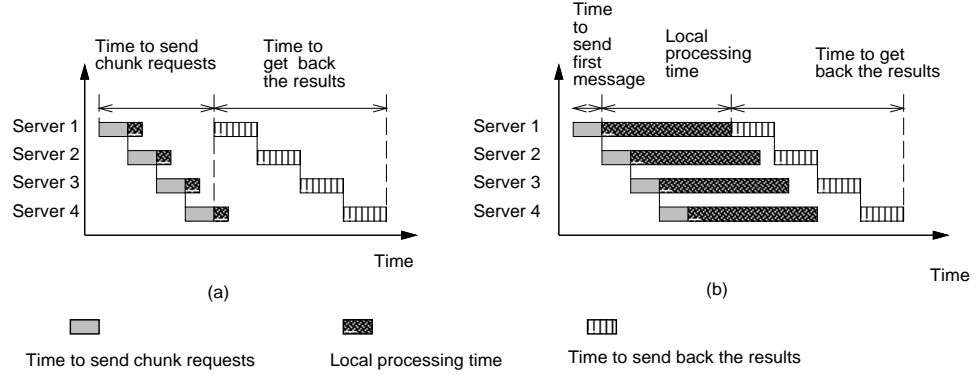 Time to send
chunk requests
Time to
get back
the results
Server 1
Server 2
Server 3
Server 4
Time
(a)
Time
to
send
first
message
Local
processing
time
Time to get
back the results
Server 1
Server 2
Server 3
Server 4
Time
(b)
Time to send chunk requests
Local processing time
Time to send back the results